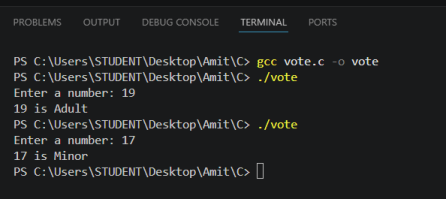 PROBLEMS OUTPUT DEBUG CONSOLE TERMINAL PORTS
PS C:\Users\STUDENT\Desktop\Amit\C> gcc vote.c -o vote
PS C:\Users\STUDENT\Desktop\Amit\C> ./vote
Enter a number: 19
19 is Adult
PS C:\Users\STUDENT\Desktop\Amit\C> ./vote
Enter a number: 17
17 is Minor
PS C:\Users\STUDENT\Desktop\Amit\C>